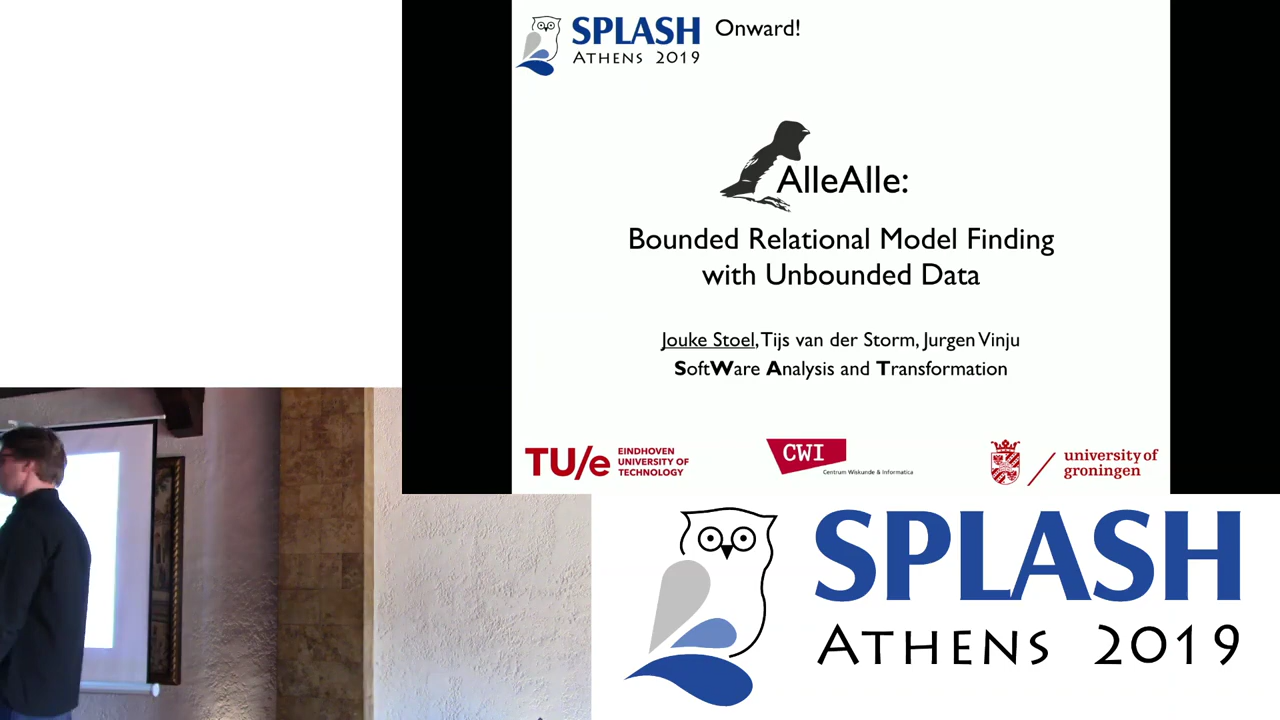 SPLASH Onward!
ATHENS 2019
AlleAlle:
Bounded Relational Model Finding
with Unbounded Data
Jouke Stoel, Tijs van der Storm, Jurgen Vinju
SoftWare Analysis and Transformation
TU/e EINDHOVEN
UNIVERSITY OF
TECHNOLOGY
CWI
Centrum Wiskunde & Informatica
university of
groningen
SPLASH
ATHENS 2019